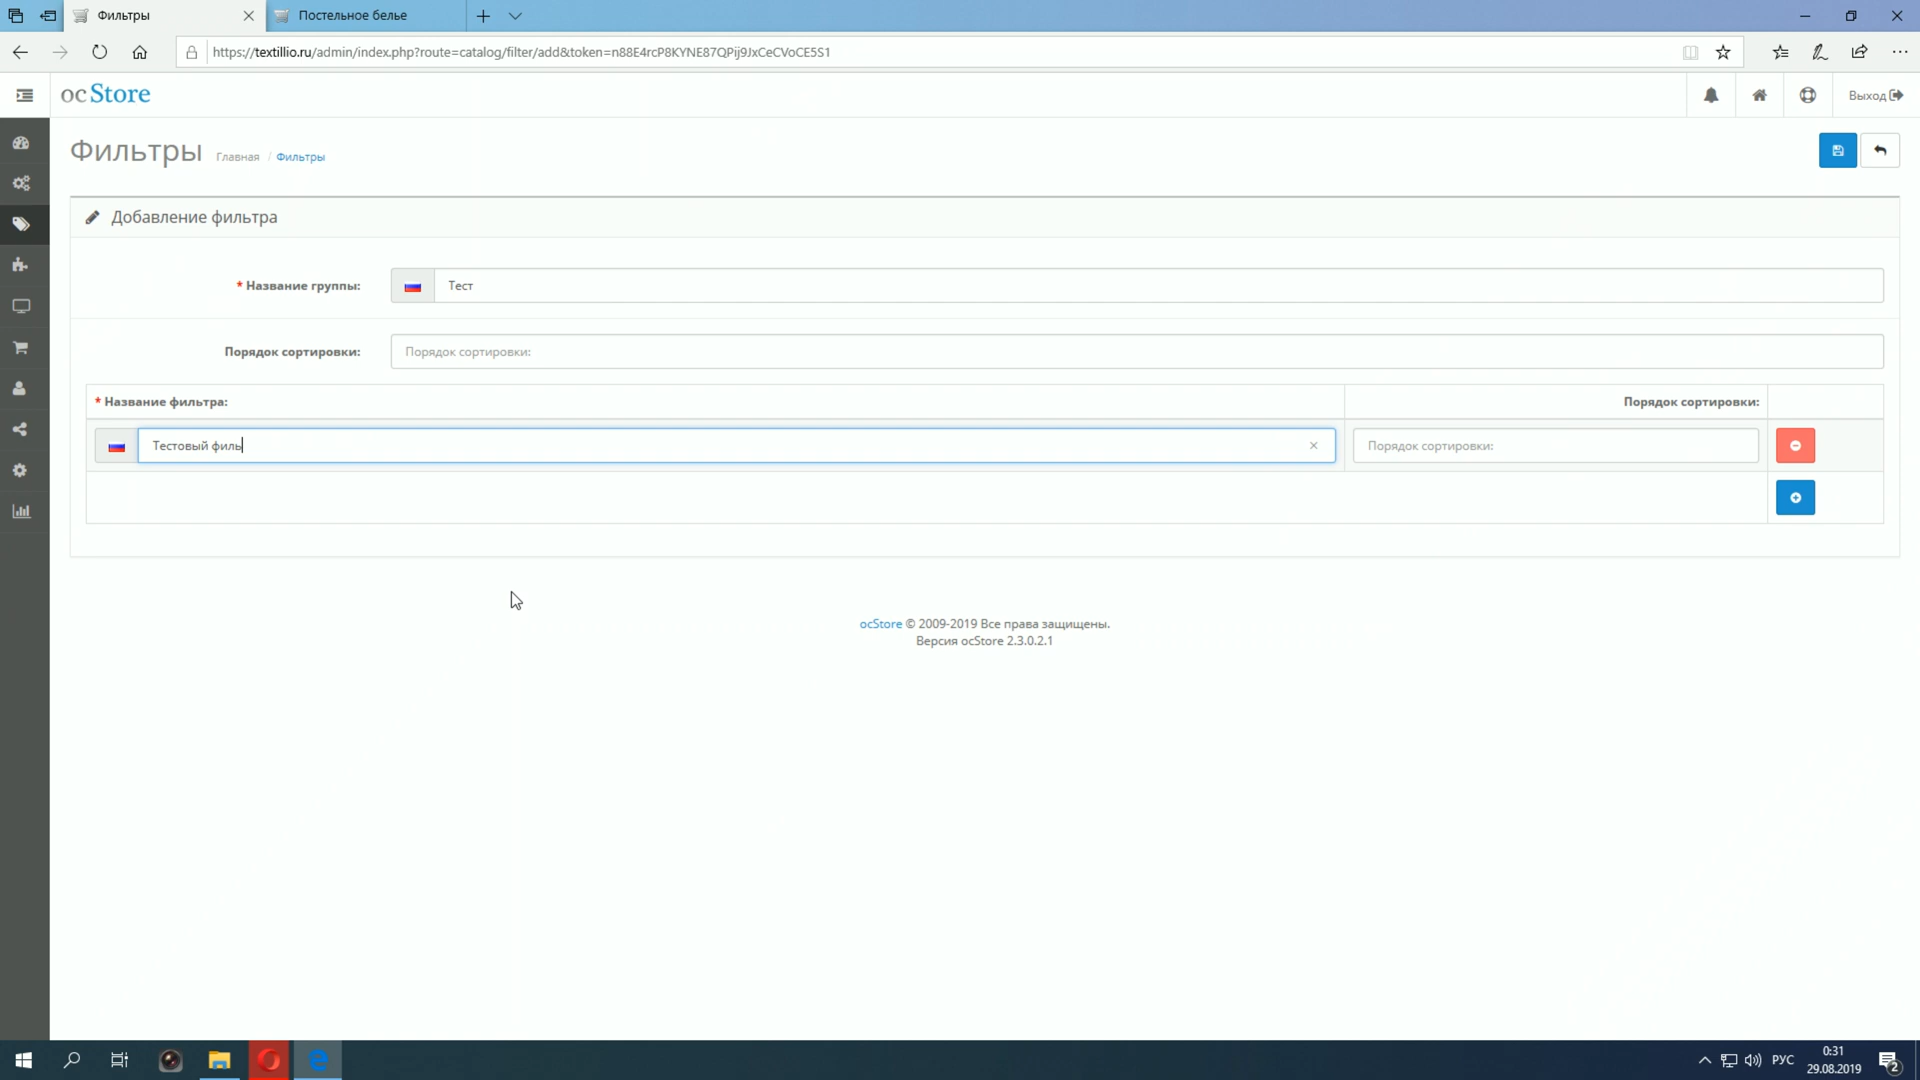 Фильтры
Постельное белье
https://textillio.ru/admin/index.php?route=catalog/filter/add&token=n88E4rcP8KYNE87QPij9JxCeCVoCE5S1
ocStore
Выход
Фильтры
Главная / Фильтры
Добавление фильтра
* Название группы:
Тест
Порядок сортировки:
Порядок сортировки:
* Название фильтра:
Порядок сортировки:
Тестовый филь
Порядок сортировки:
ocStore © 2009-2019 Все права защищены.
Версия ocStore 2.3.0.2.1
РУС
0:31
29.08.2019
2